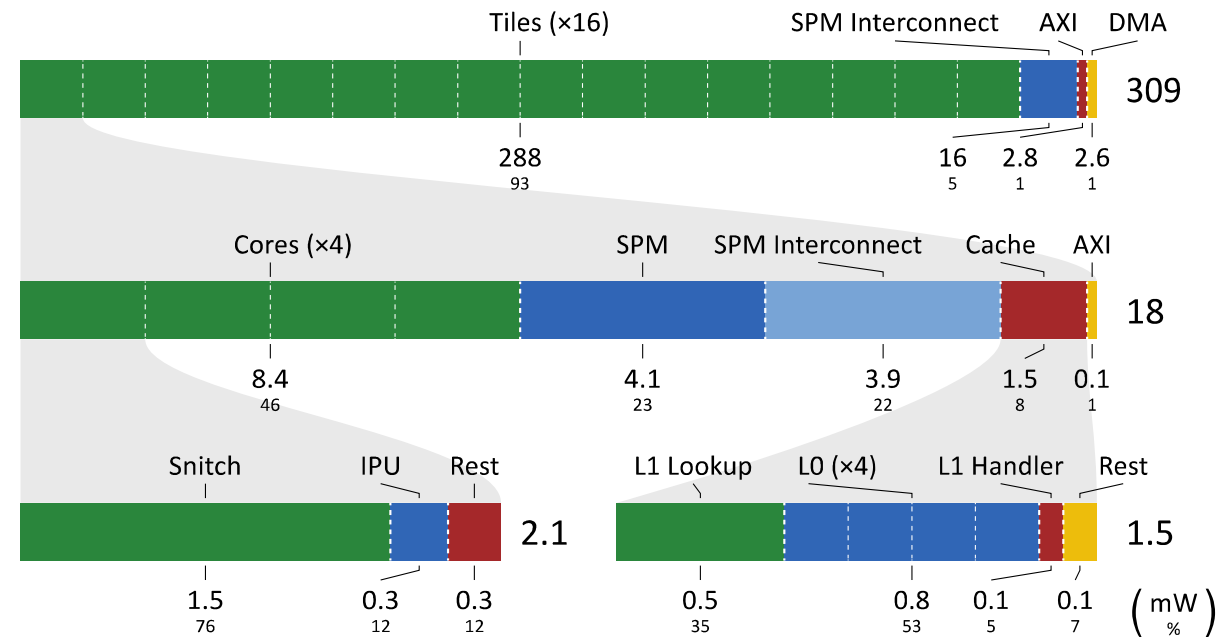 Tiles (×16) SPM Interconnect AXI DMA
309
288 16 2.8 2.6
93 5 1 1
Cores (×4) SPM SPM Interconnect Cache AXI
18
8.4 4.1 3.9 1.5 0.1
46 23 22 8 1
Snitch IPU Rest L1 Lookup L0 (×4) L1 Handler Rest
2.1 1.5
1.5 0.3 0.3 0.5 0.8 0.1 0.1 (mW
76 12 12 35 53 5 7 %)